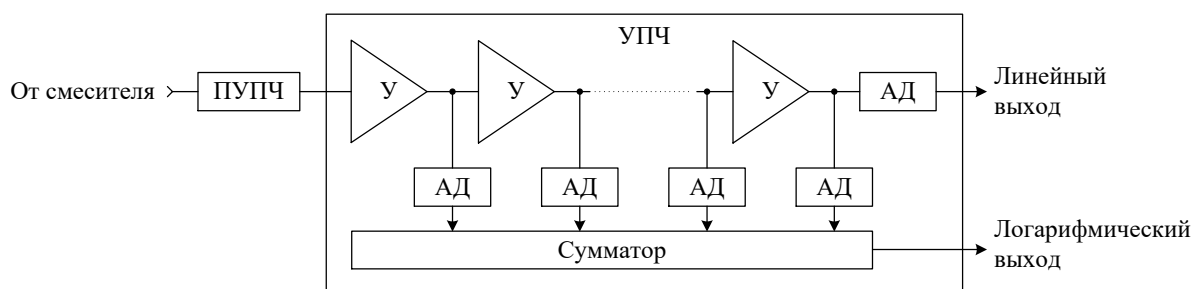 УПЧ
От смесителя
ПУПЧ
У
У
У
АД
Линейный
выход
АД
АД
АД
АД
Сумматор
Логарифмический
выход